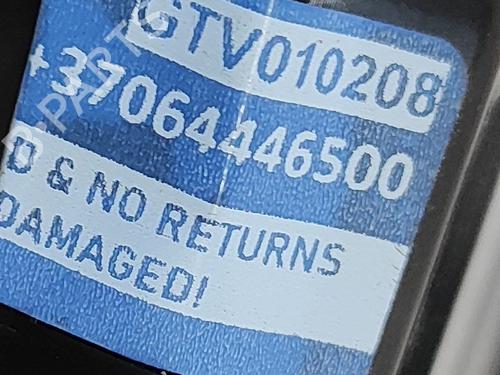 GTV010208
+37064446500
D & NO RETURNS
DAMAGED!